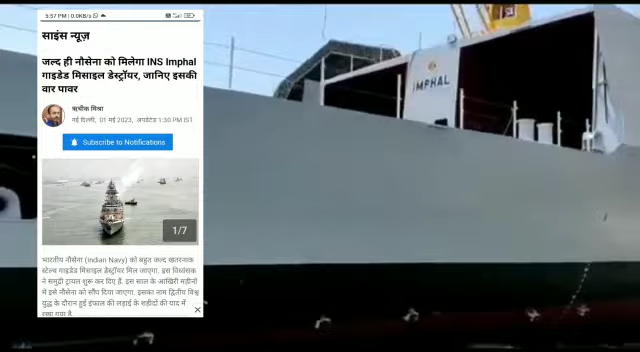 5:57 PM | 0.0KB/s
साइंस न्यूज़
जल्द ही नौसेना को मिलेगा INS Imphal
गाइडेड मिसाइल डेस्ट्रॉयर, जानिए इसकी
वार पावर
ऋचीक मिश्रा
नई दिल्ली, 01 मई 2023, अपडेटेड 1:30 PM IST
Subscribe to Notifications
1/7
भारतीय नौसेना (Indian Navy) को बहुत जल्द खतरनाक
स्टेल्थ गाइडेड मिसाइल डेस्ट्रॉयर मिल जाएगा. इस विध्वंसक
ने समुद्री ट्रायल शुरू कर दिए हैं. इस साल के आखिरी महीनों
में इसे नौसेना को सौंप दिया जाएगा. इसका नाम द्वितीय विश्व
युद्ध के दौरान हुई इंफाल की लड़ाई के शहीदों की याद में
रखा गया है.
IMPHAL